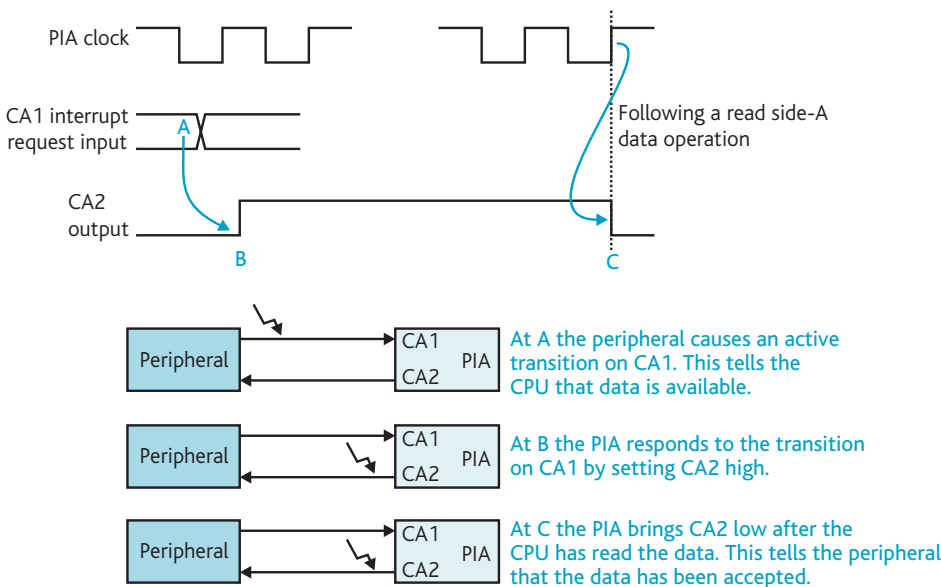 PIA clock
CA1 interrupt
request input
A
Following a read side-A
data operation
CA2
output
B
C
Peripheral
CA1
CA2
PIA
At A the peripheral causes an active
transition on CA1. This tells the
CPU that data is available.
Peripheral
CA1
CA2
PIA
At B the PIA responds to the transition
on CA1 by setting CA2 high.
Peripheral
CA1
CA2
PIA
At C the PIA brings CA2 low after the
CPU has read the data. This tells the peripheral
that the data has been accepted.